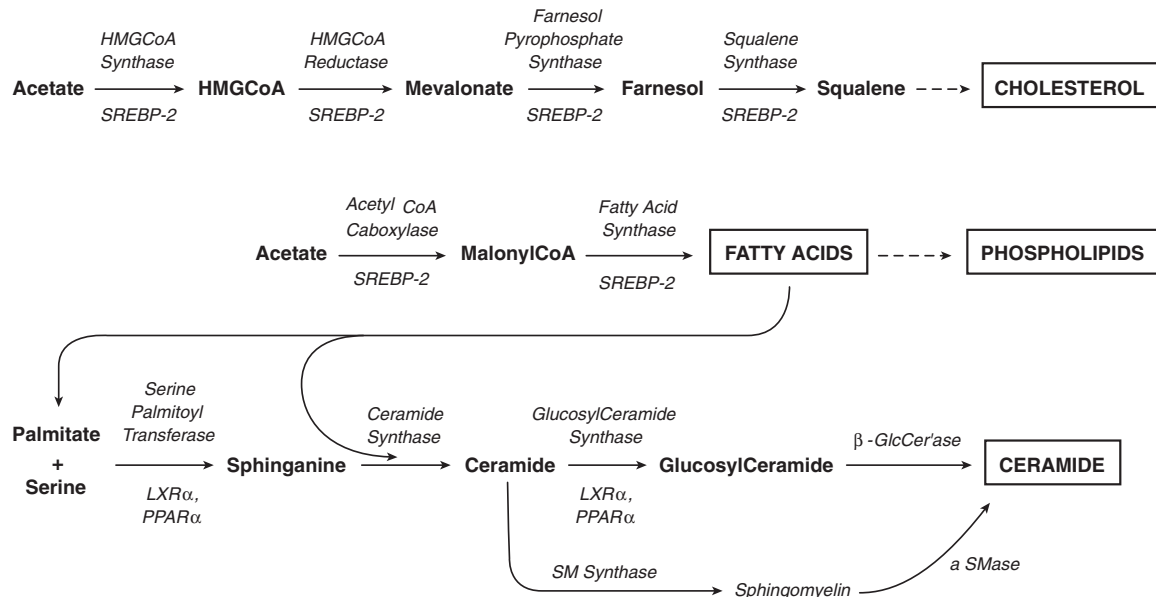 HMGCoA
Synthase
HMGCoA
Reductase
Farnesol
Pyrophosphate
Synthase
Squalene
Synthase
Acetate HMGCoA Mevalonate Farnesol Squalene CHOLESTEROL
SREBP-2 SREBP-2 SREBP-2 SREBP-2
Acetyl CoA
Caboxylase
Fatty Acid
Synthase
Acetate MalonylCoA FATTY ACIDS PHOSPHOLIPIDS
SREBP-2 SREBP-2
Serine
Palmitoyl
Transferase
Ceramide
Synthase
GlucosylCeramide
Synthase
β -GlcCer'ase
Palmitate
+
Serine
Sphinganine Ceramide GlucosylCeramide CERAMIDE
LXRα,
PPARα
LXRα,
PPARα
SM Synthase
Sphingomyelin
a SMase